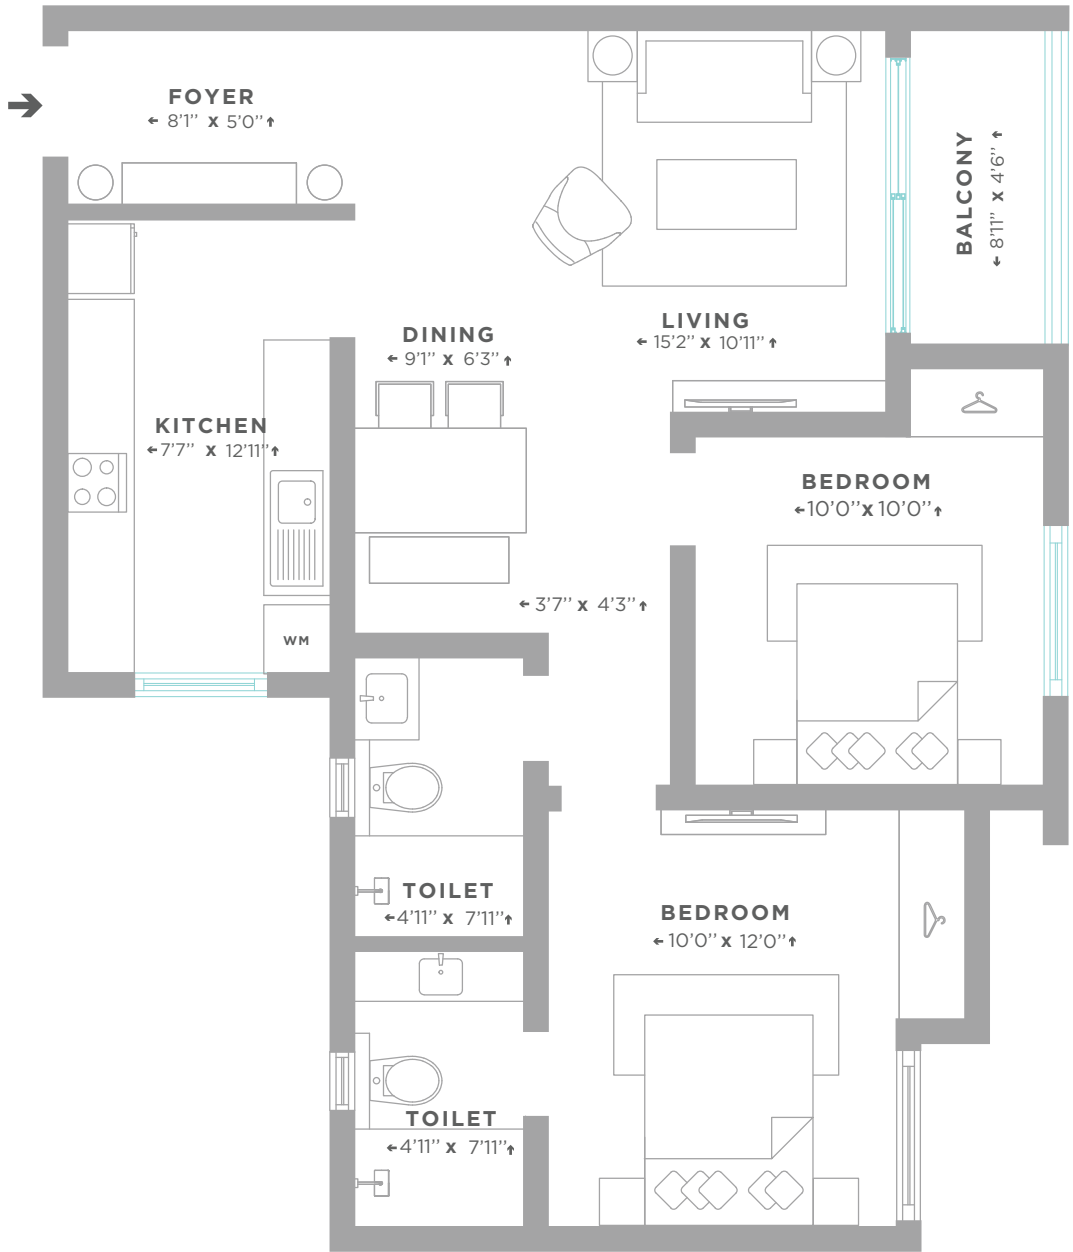 FOYER
8'1'' X 5'0''
BALCONY
8'11'' X 4'6''
LIVING
15'2'' X 10'11''
DINING
9'1'' X 6'3''
KITCHEN
7'7'' X 12'11''
BEDROOM
10'0'' X 10'0''
3'7'' X 4'3''
WM
TOILET
4'11'' X 7'11''
BEDROOM
10'0'' X 12'0''
TOILET
4'11'' X 7'11''